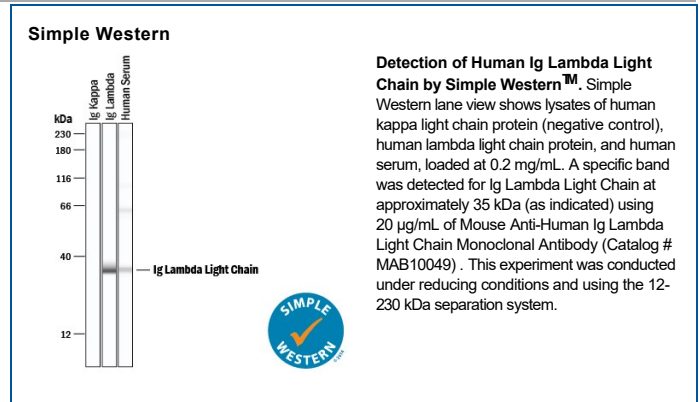 Simple Western
Ig Kappa
Ig Lambda
Human Serum
kDa
230
180
116
66
40
12
Ig Lambda Light Chain
SIMPLE
WESTERN
Detection of Human Ig Lambda Light
Chain by Simple Western™. Simple
Western lane view shows lysates of human
kappa light chain protein (negative control),
human lambda light chain protein, and human
serum, loaded at 0.2 mg/mL. A specific band
was detected for Ig Lambda Light Chain at
approximately 35 kDa (as indicated) using
20 µg/mL of Mouse Anti-Human Ig Lambda
Light Chain Monoclonal Antibody (Catalog #
MAB10049) . This experiment was conducted
under reducing conditions and using the 12-
230 kDa separation system.